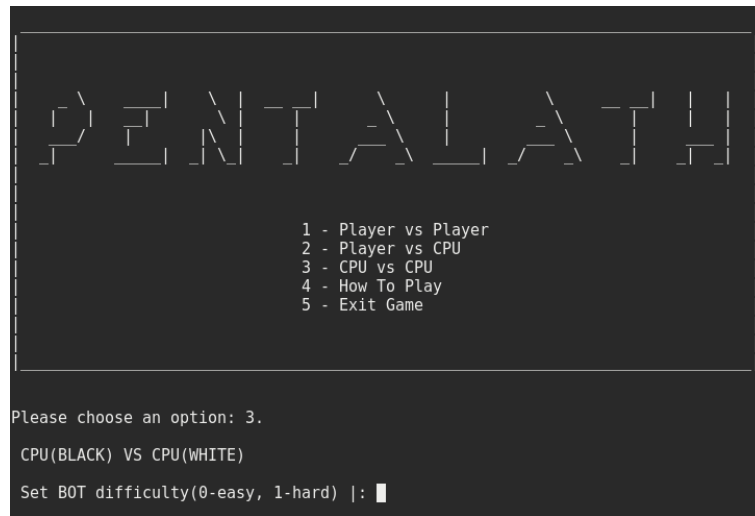 PENTALATH
1 - Player vs Player
2 - Player vs CPU
3 - CPU vs CPU
4 - How To Play
5 - Exit Game
Please choose an option: 3.
CPU(BLACK) VS CPU(WHITE)
Set BOT difficulty(0-easy, 1-hard) |: